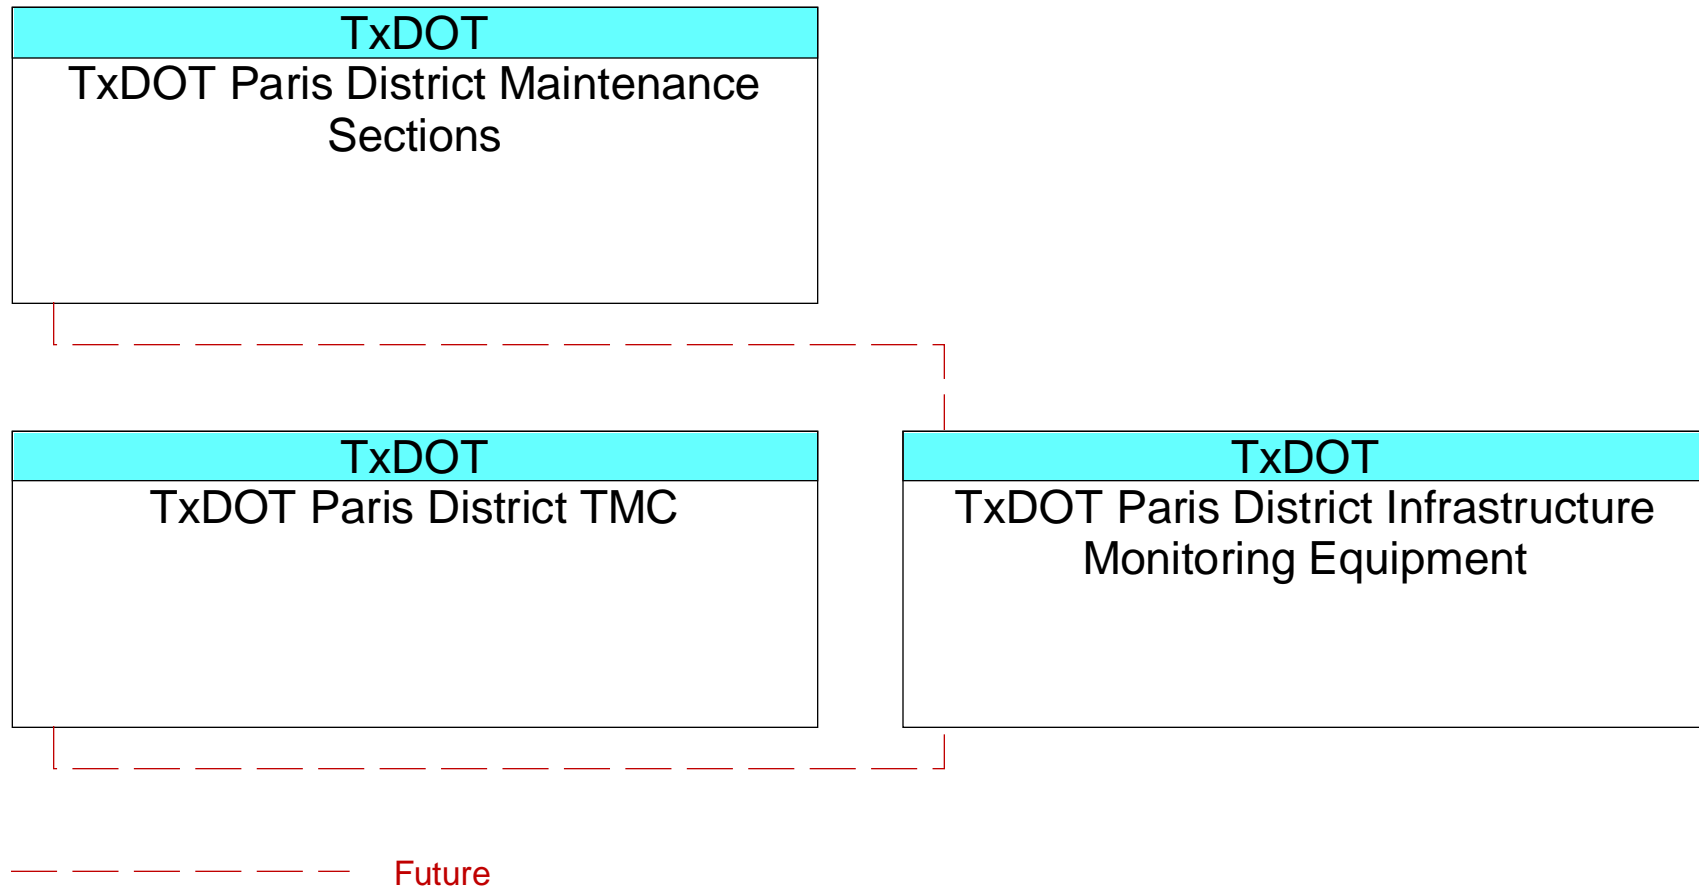 TxDOT
TxDOT Paris District Maintenance
Sections
TxDOT
TxDOT Paris District TMC
TxDOT
TxDOT Paris District Infrastructure
Monitoring Equipment
Future